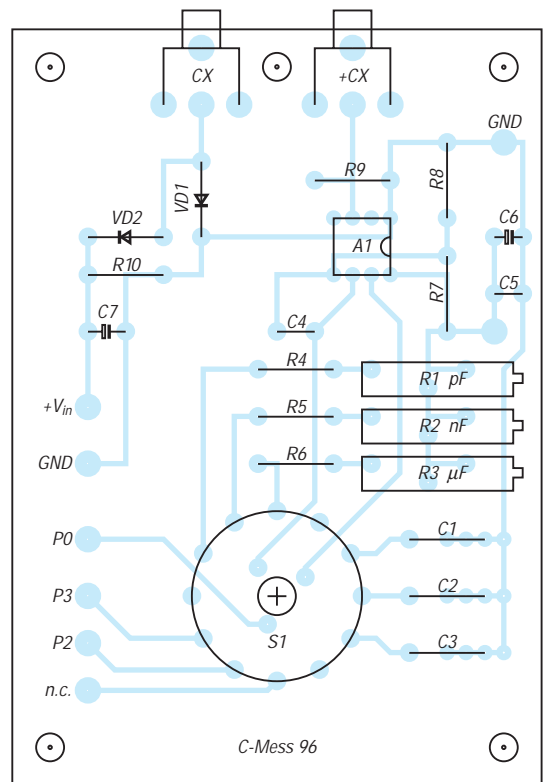 CX
+CX
GND
R9
R8
VD1
VD2
C6
A1
R10
R7
C5
C7
C4
R4
R1 pF
+Vin
R5
R2 nF
GND
R6
R3 µF
P0
C1
P3
C2
P2
S1
C3
n.c.
C-Mess 96